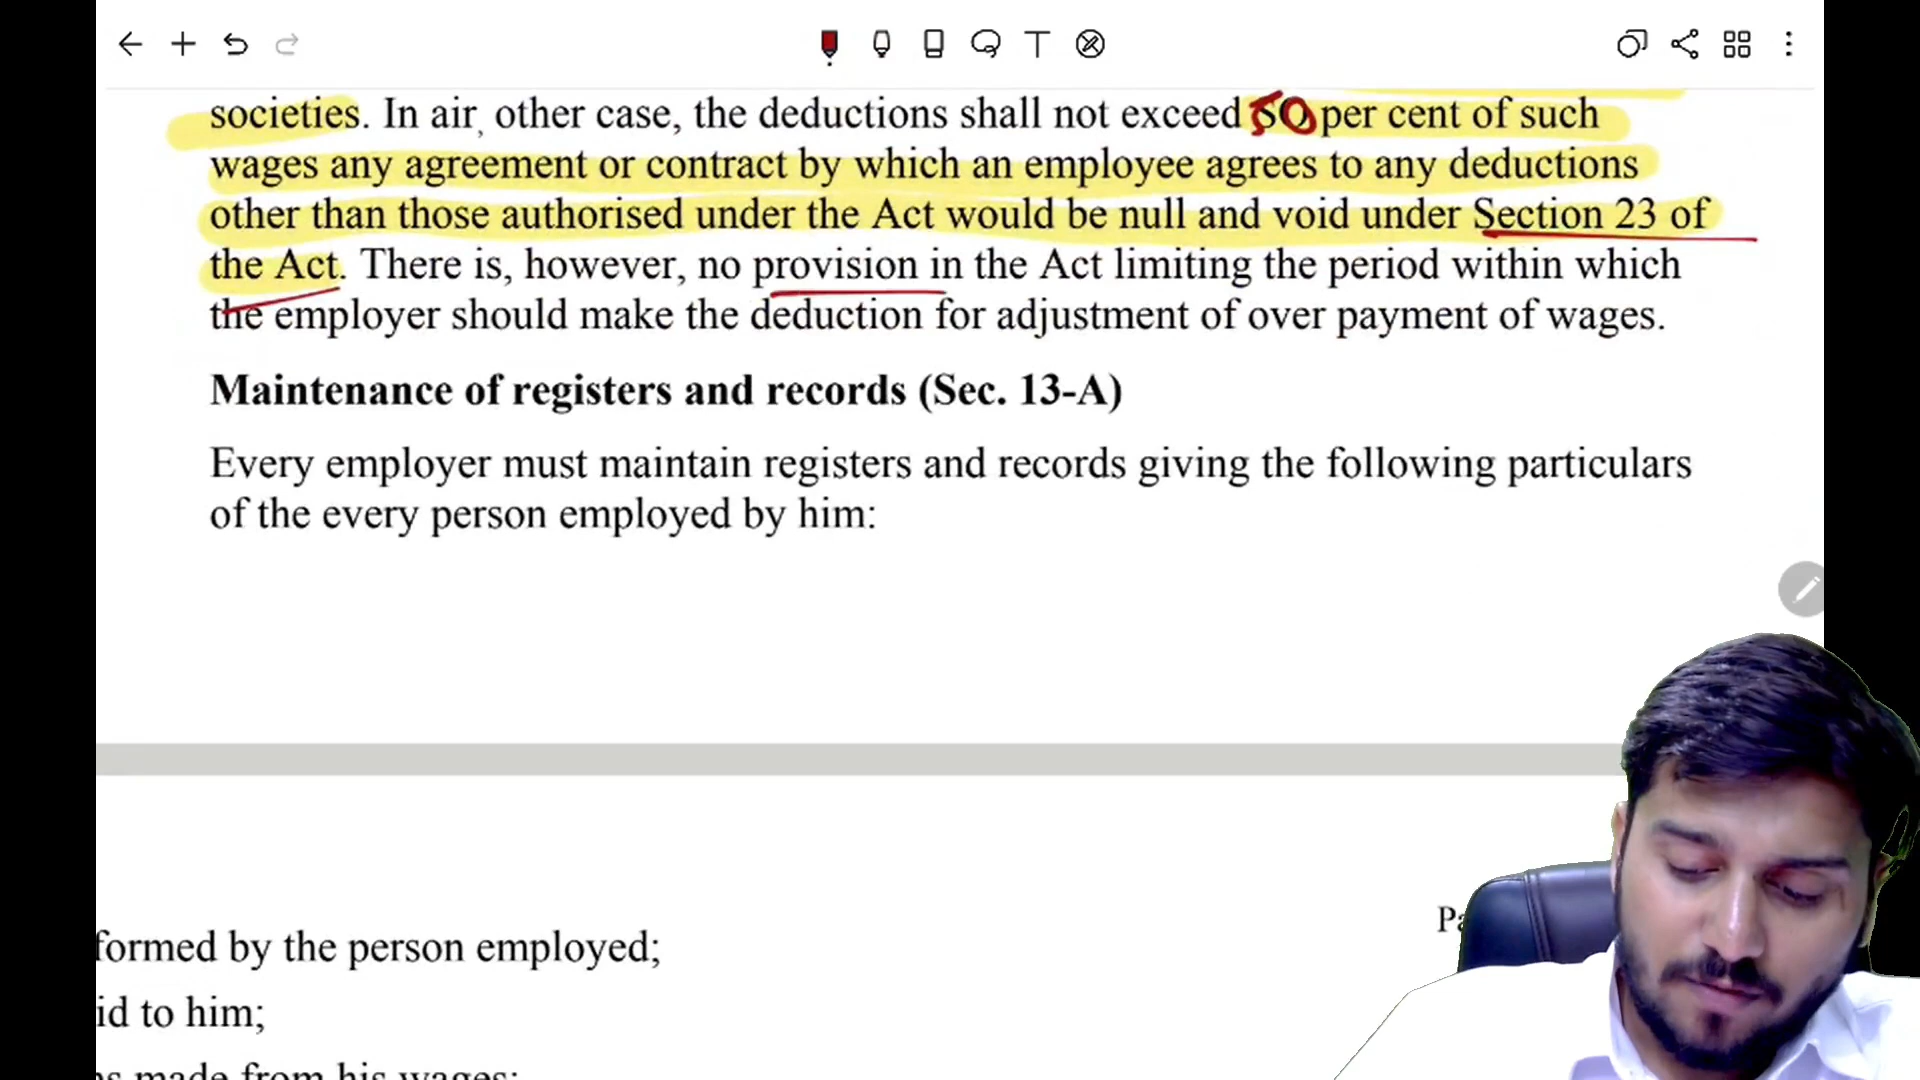 societies. In air, other case, the deductions shall not exceed 50 per cent of such
wages any agreement or contract by which an employee agrees to any deductions
other than those authorised under the Act would be null and void under Section 23 of
the Act. There is, however, no provision in the Act limiting the period within which
the employer should make the deduction for adjustment of over payment of wages.
Maintenance of registers and records (Sec. 13-A)
Every employer must maintain registers and records giving the following particulars
of the every person employed by him:
formed by the person employed;
id to him;
made from his wages;